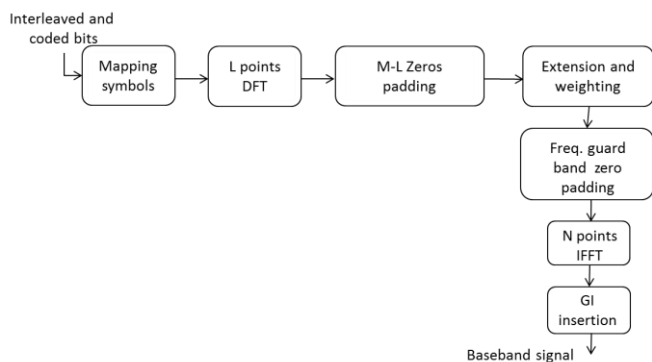 Interleaved and
coded bits
Mapping
symbols
L points
DFT
M-L Zeros
padding
Extension and
weighting
Freq. guard
band zero
padding
N points
IFFT
GI
insertion
Baseband signal